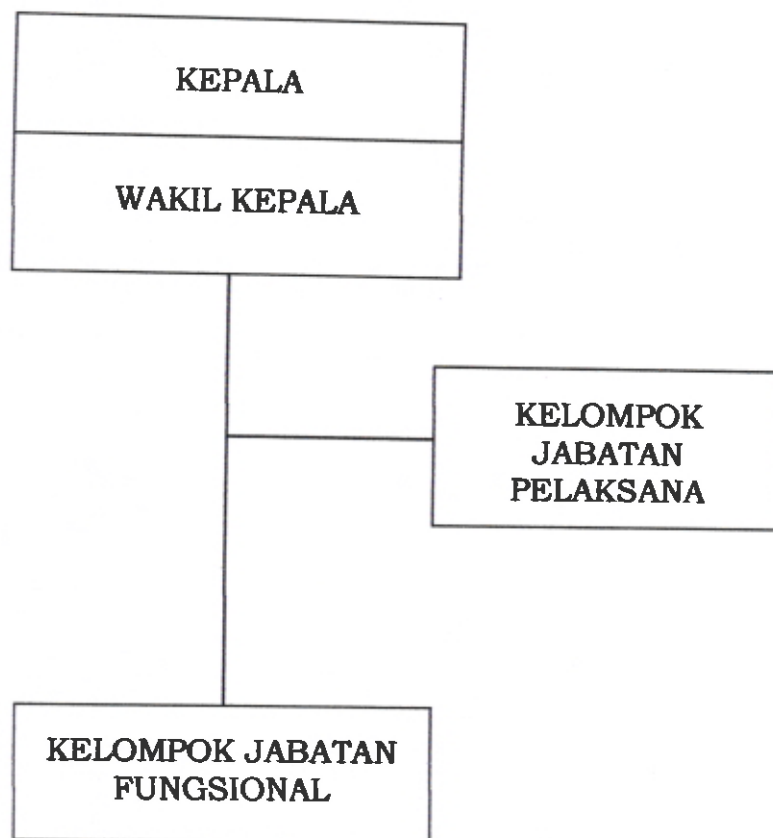 KEPALA
WAKIL KEPALA
KELOMPOK
JABATAN
PELAKSANA
KELOMPOK JABATAN
FUNGSIONAL